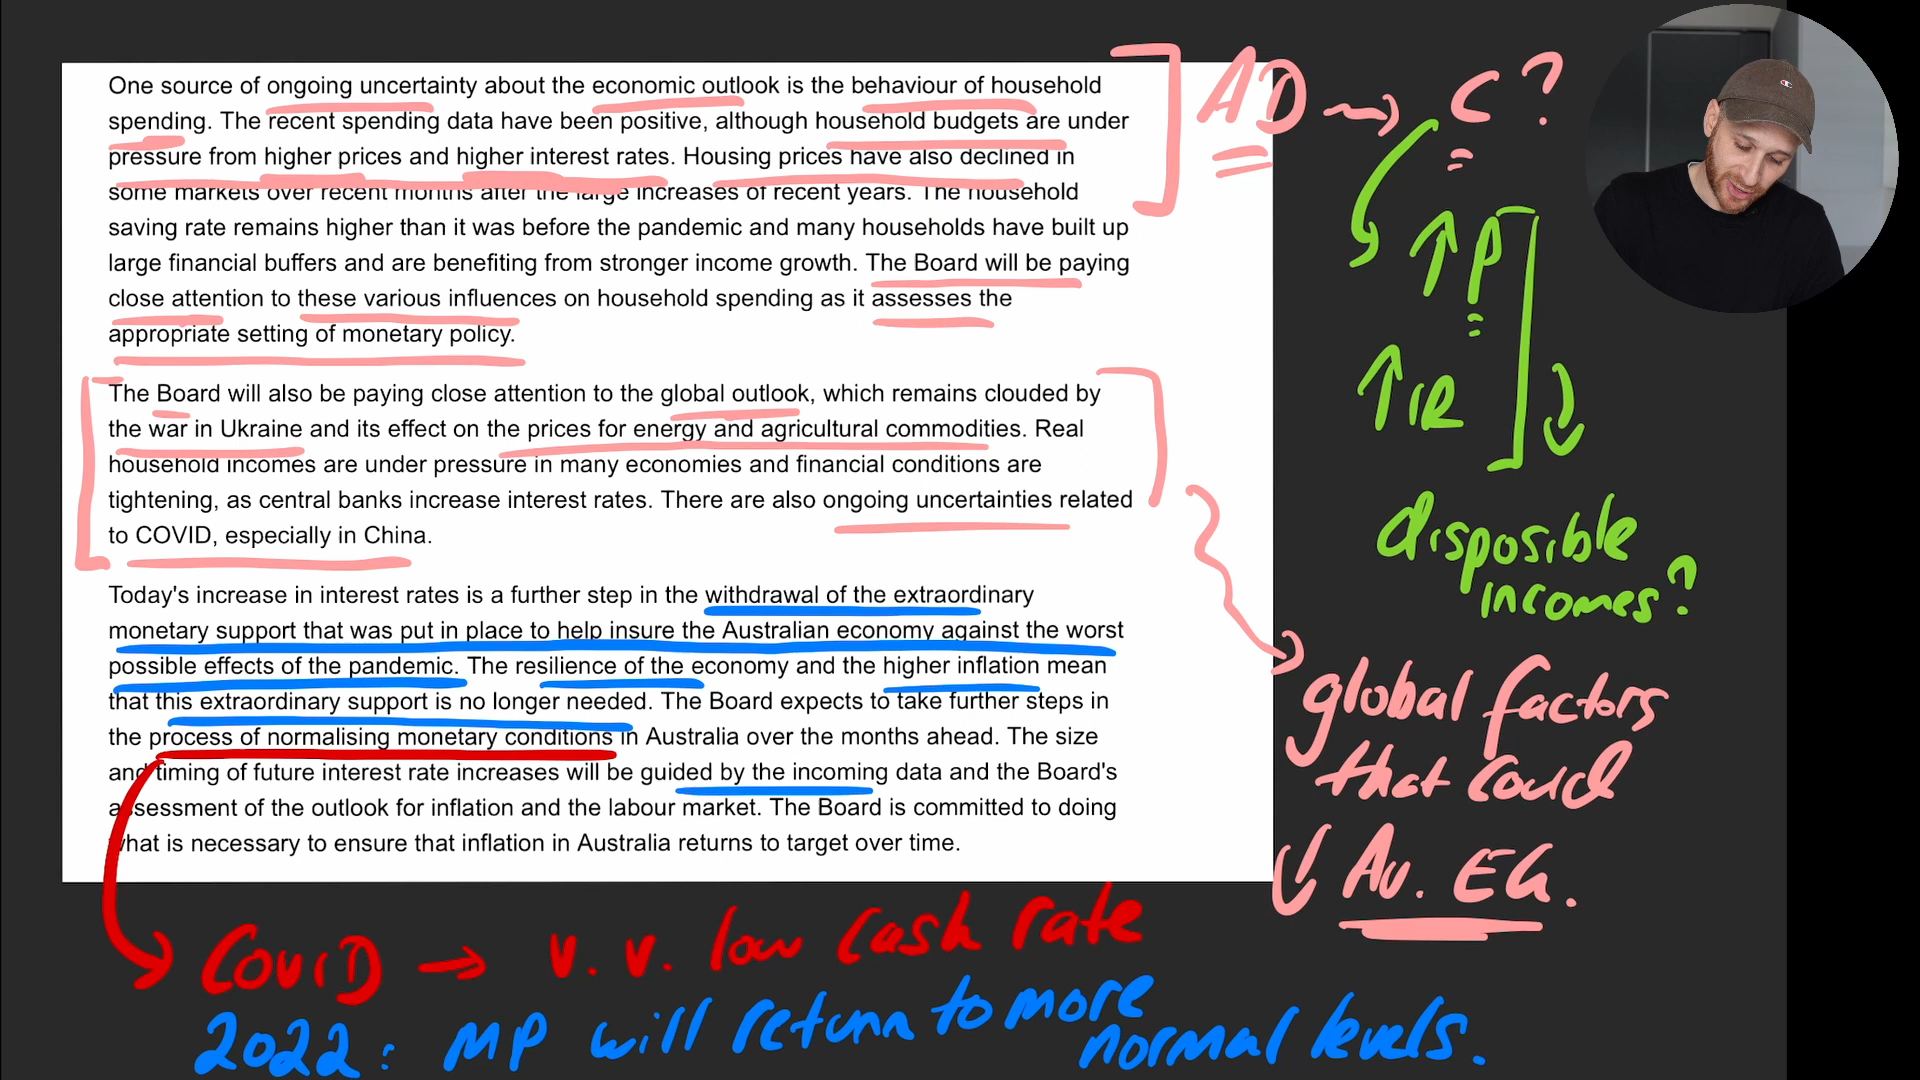 One source of ongoing uncertainty about the economic outlook is the behaviour of household
spending. The recent spending data have been positive, although household budgets are under
pressure from higher prices and higher interest rates. Housing prices have also declined in
some markets over recent months after the large increases of recent years. The household
saving rate remains higher than it was before the pandemic and many households have built up
large financial buffers and are benefiting from stronger income growth. The Board will be paying
close attention to these various influences on household spending as it assesses the
appropriate setting of monetary policy.
The Board will also be paying close attention to the global outlook, which remains clouded by
the war in Ukraine and its effect on the prices for energy and agricultural commodities. Real
household incomes are under pressure in many economies and financial conditions are
tightening, as central banks increase interest rates. There are also ongoing uncertainties related
to COVID, especially in China.
Today's increase in interest rates is a further step in the withdrawal of the extraordinary
monetary support that was put in place to help insure the Australian economy against the worst
possible effects of the pandemic. The resilience of the economy and the higher inflation mean
that this extraordinary support is no longer needed. The Board expects to take further steps in
the process of normalising monetary conditions in Australia over the months ahead. The size
and timing of future interest rate increases will be guided by the incoming data and the Board's
assessment of the outlook for inflation and the labour market. The Board is committed to doing
what is necessary to ensure that inflation in Australia returns to target over time.
AD → C?
↑ P
↑ IR
disposible
incomes?
global factors
that could
↓ Au. EG.
COVID → v. v. low cash rate
2022: MP will return to more
normal levels.